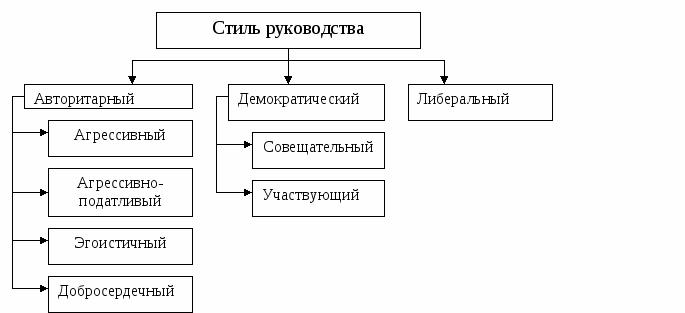 Стиль руководства
Авторитарный
Агрессивный
Агрессивно-
податливый
Эгоистичный
Добросердечный
Демократический
Совещательный
Участвующий
Либеральный